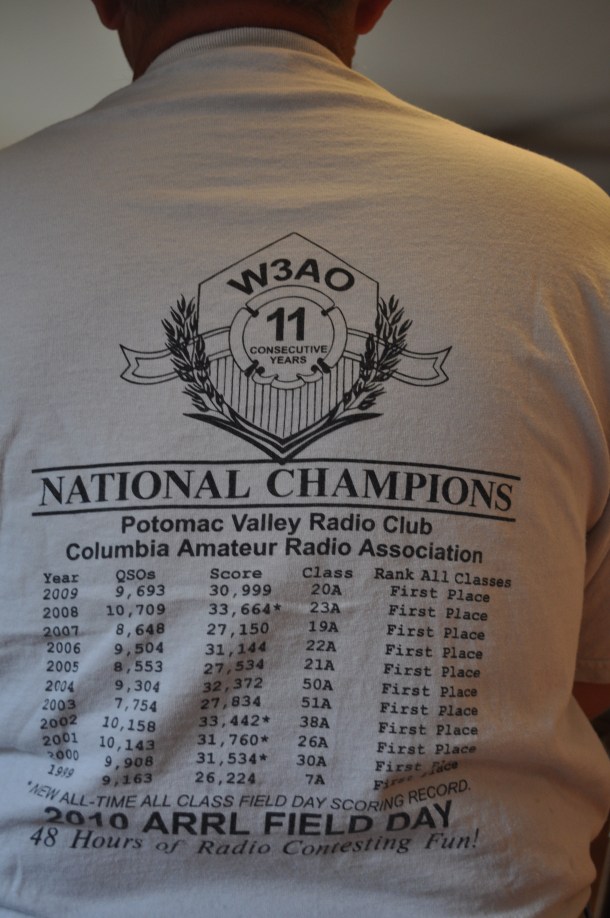 W3AO
11
CONSECUTIVE
YEARS
NATIONAL CHAMPIONS
Potomac Valley Radio Club
Columbia Amateur Radio Association
Year QSOs Score Class Rank All Classes
2009 9,693 30,999 20A First Place
2008 10,709 33,664* 23A First Place
2007 8,648 27,150 19A First Place
2006 9,504 31,144 22A First Place
2005 8,553 27,534 21A First Place
2004 9,304 32,372 50A First Place
2003 7,754 27,834 51A First Place
2002 10,158 33,442* 38A First Place
2001 10,143 31,760* 26A First Place
2000 9,908 31,534* 30A First Place
1999 9,163 26,224 7A First Place
*NEW ALL-TIME ALL CLASS FIELD DAY SCORING RECORD.
2010 ARRL FIELD DAY
48 Hours of Radio Contesting Fun!